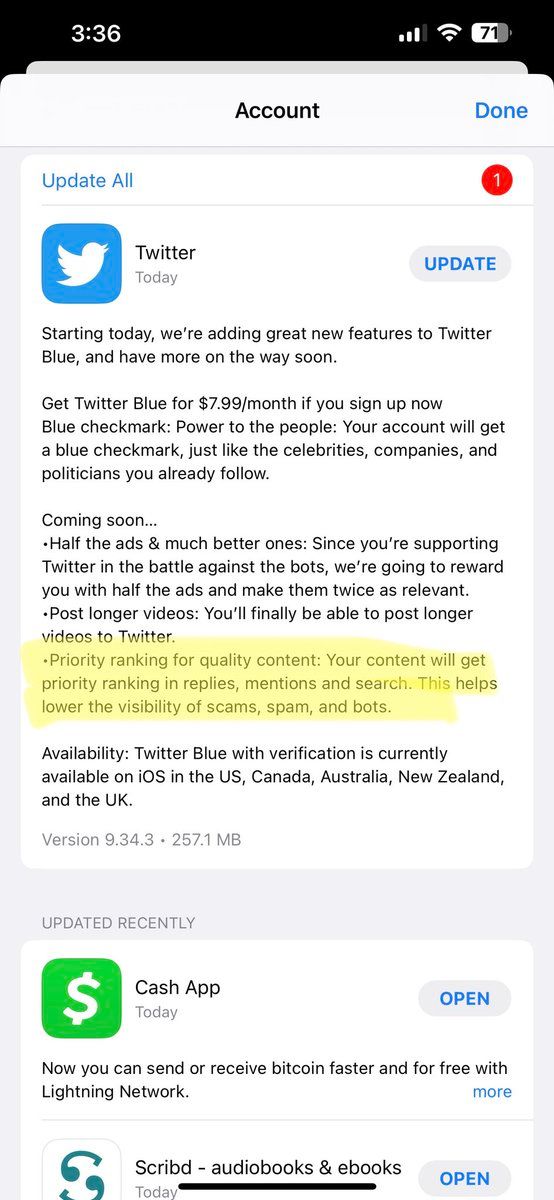 3:36
71
Account
Done
Update All
1
Twitter
Today
UPDATE
Starting today, we’re adding great new features to Twitter
Blue, and have more on the way soon.
Get Twitter Blue for $7.99/month if you sign up now
Blue checkmark: Power to the people: Your account will get
a blue checkmark, just like the celebrities, companies, and
politicians you already follow.
Coming soon...
•Half the ads & much better ones: Since you’re supporting
Twitter in the battle against the bots, we’re going to reward
you with half the ads and make them twice as relevant.
•Post longer videos: You’ll finally be able to post longer
videos to Twitter.
•Priority ranking for quality content: Your content will get
priority ranking in replies, mentions and search. This helps
lower the visibility of scams, spam, and bots.
Availability: Twitter Blue with verification is currently
available on iOS in the US, Canada, Australia, New Zealand,
and the UK.
Version 9.34.3 • 257.1 MB
UPDATED RECENTLY
$
Cash App
Today
OPEN
Now you can send or receive bitcoin faster and for free with
Lightning Network.
more
Scribd - audiobooks & ebooks
Today
OPEN